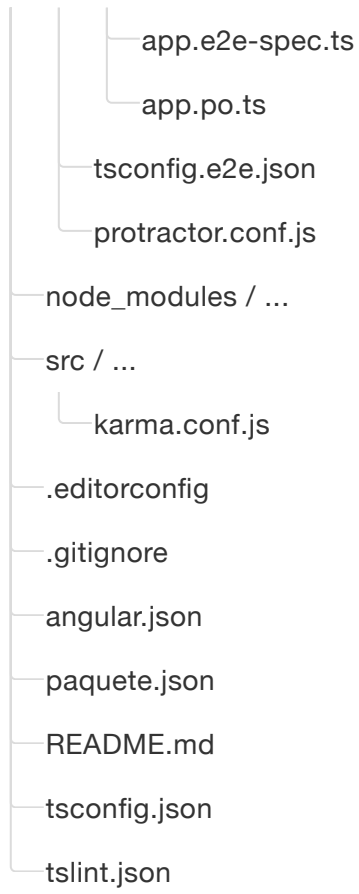 app.e2e-spec.ts
app.po.ts
tsconfig.e2e.json
protractor.conf.js
node_modules / ...
src / ...
karma.conf.js
.editorconfig
.gitignore
angular.json
paquete.json
README.md
tsconfig.json
tslint.json